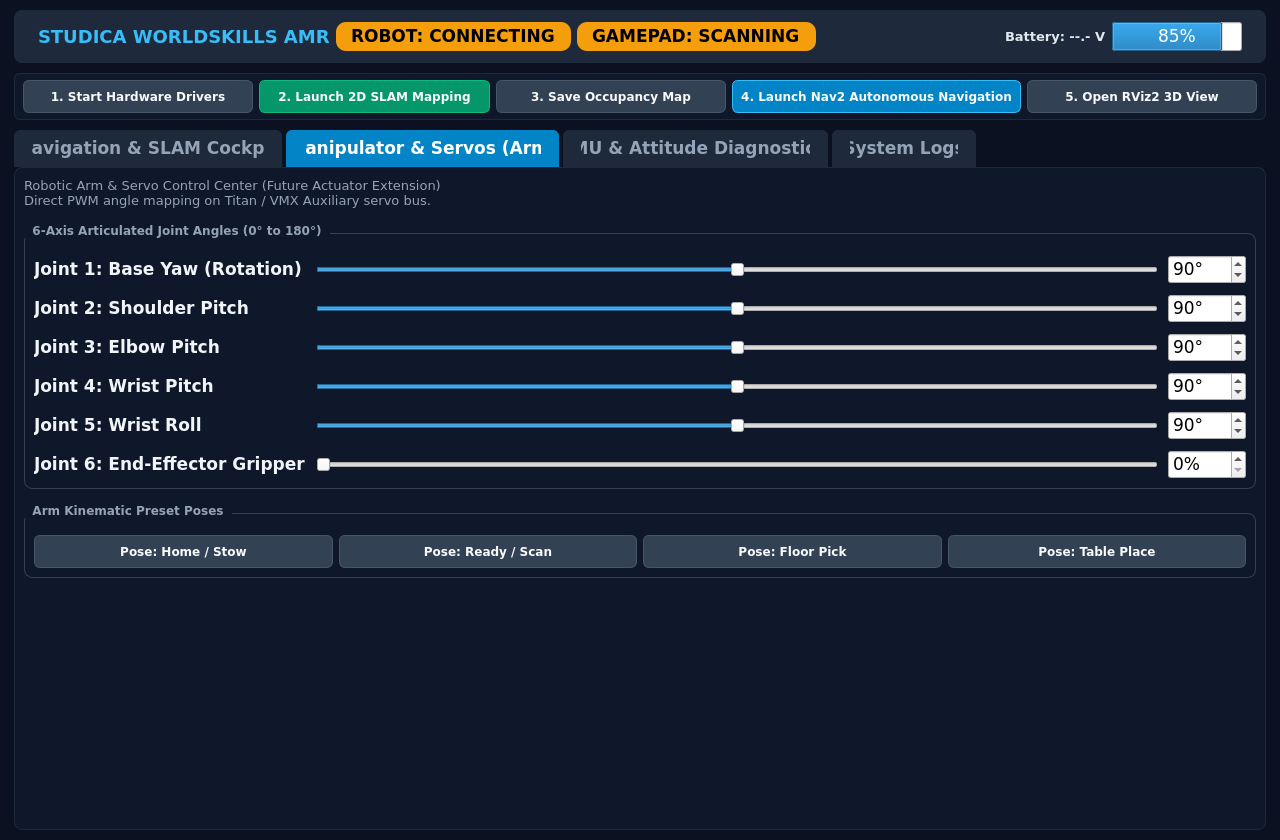 STUDICA WORLDSKILLS AMR ROBOT: CONNECTING GAMEPAD: SCANNING Battery: --.- V 85%
1. Start Hardware Drivers 2. Launch 2D SLAM Mapping 3. Save Occupancy Map 4. Launch Nav2 Autonomous Navigation 5. Open RViz2 3D View
avigation & SLAM Cockp anipulator & Servos (Arn MU & Attitude Diagnostic System Logs
Robotic Arm & Servo Control Center (Future Actuator Extension)
Direct PWM angle mapping on Titan / VMX Auxiliary servo bus.
6-Axis Articulated Joint Angles (0° to 180°)
Joint 1: Base Yaw (Rotation) 90°
Joint 2: Shoulder Pitch 90°
Joint 3: Elbow Pitch 90°
Joint 4: Wrist Pitch 90°
Joint 5: Wrist Roll 90°
Joint 6: End-Effector Gripper 0%
Arm Kinematic Preset Poses
Pose: Home / Stow Pose: Ready / Scan Pose: Floor Pick Pose: Table Place